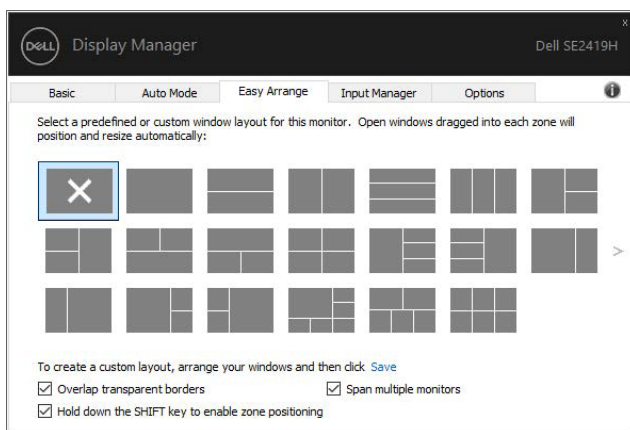 x
DELL Display Manager Dell SE2419H
Basic Auto Mode Easy Arrange Input Manager Options i
Select a predefined or custom window layout for this monitor. Open windows dragged into each zone will
position and resize automatically:
>
To create a custom layout, arrange your windows and then click Save
Overlap transparent borders Span multiple monitors
Hold down the SHIFT key to enable zone positioning